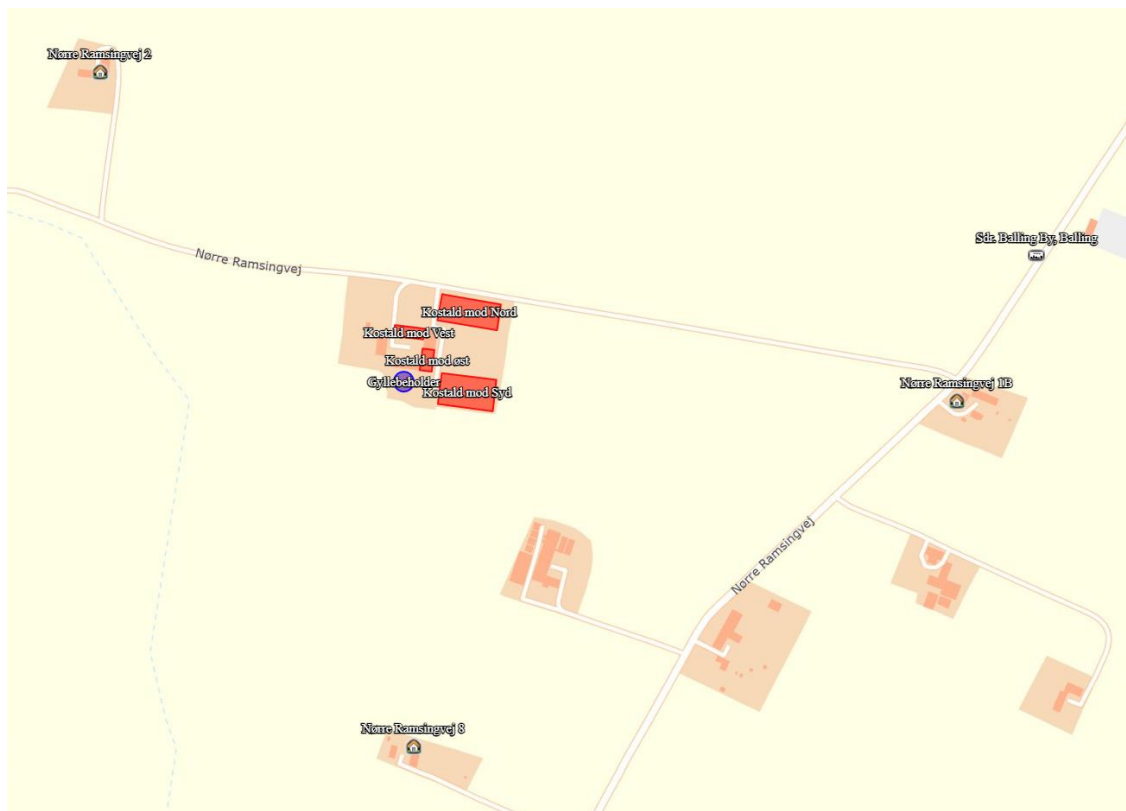 Nørre Ramsingvej 2
Sdr. Balling By, Balling
Nørre Ramsingvej
Kostald mod Nord
Kostald mod Vest
Kostald mod øst
Gyllebeholder
Kostald mod Syd
Nørre Ramsingvej 1B
Nørre Ramsingvej
Nørre Ramsingvej 8